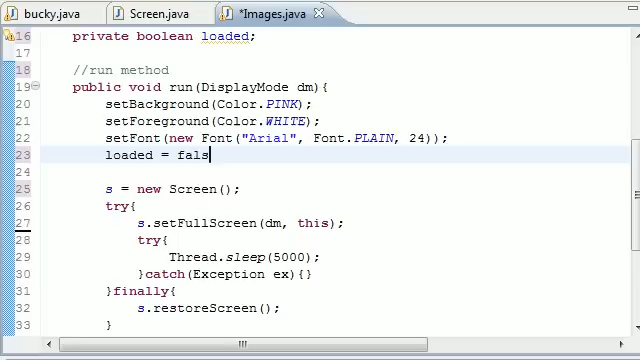 bucky.java Screen.java *Images.java
16 private boolean loaded;
17
18 //run method
19 public void run(DisplayMode dm){
20 setBackground(Color.PINK);
21 setForeground(Color.WHITE);
22 setFont(new Font("Arial", Font.PLAIN, 24));
23 loaded = fals
24
25 s = new Screen();
26 try{
27 s.setFullScreen(dm, this);
28 try{
29 Thread.sleep(5000);
30 }catch(Exception ex){}
31 }finally{
32 s.restoreScreen();
33 }